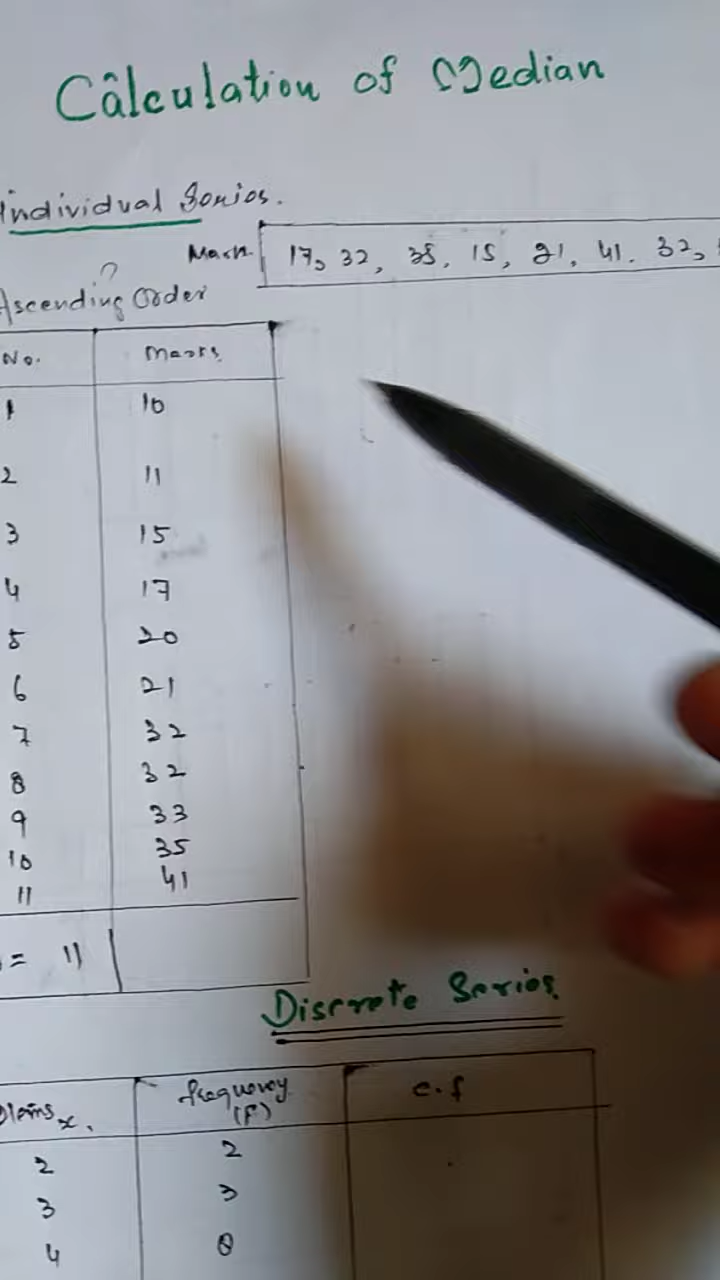 Calculation of Median
Individual Series.
Mark 17, 32, 35, 15, 21, 41. 32,
Ascending Order
No. Marks
1 10
2 11
3 15
4 17
5 20
6 21
7 32
8 32
9 33
10 35
11 41
= 11
Discrete Series
x. frequency (f) c.f
2 2
3 3
4